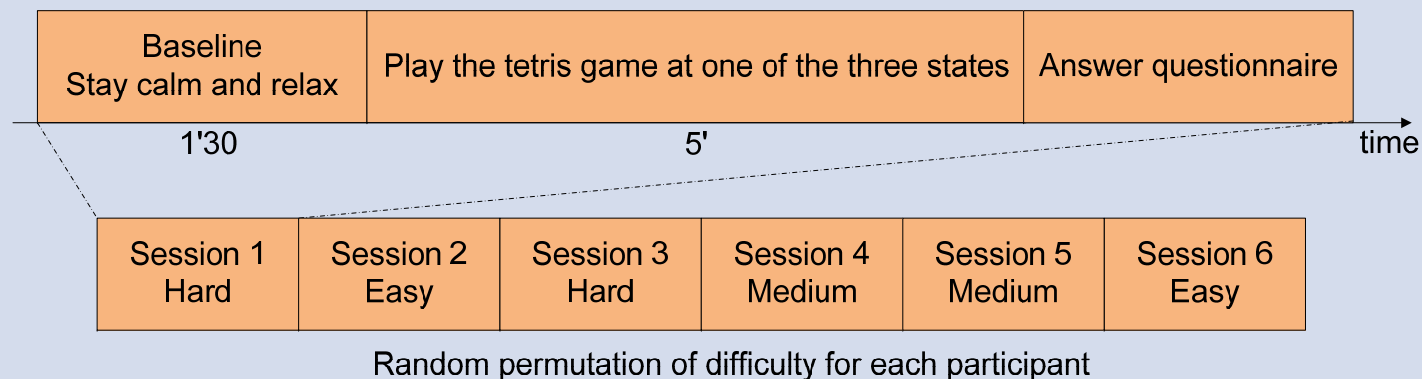 Baseline
Stay calm and relax
Play the tetris game at one of the three states
Answer questionnaire
1'30
5'
time
Session 1
Hard
Session 2
Easy
Session 3
Hard
Session 4
Medium
Session 5
Medium
Session 6
Easy
Random permutation of difficulty for each participant